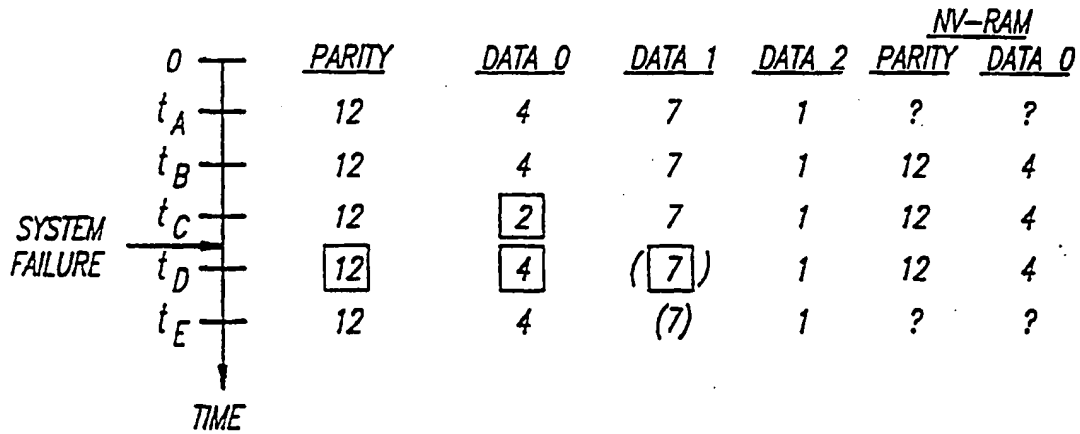 NV-RAM
0 PARITY DATA 0 DATA 1 DATA 2 PARITY DATA 0
tA 12 4 7 1 ? ?
tB 12 4 7 1 12 4
tC 12 2 7 1 12 4
SYSTEM FAILURE
tD 12 4 (7) 1 12 4
tE 12 4 (7) 1 ? ?
TIME